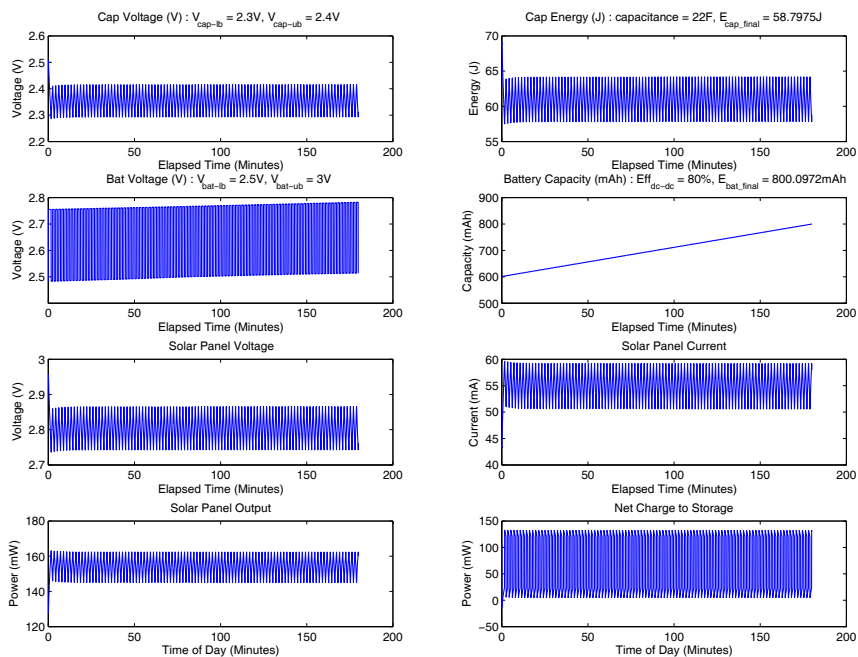 Cap Voltage (V) : V_cap-lb = 2.3V, V_cap-ub = 2.4V
2.6
2.5
2.4
2.3
2.2
Voltage (V)
0 50 100 150 200
Elapsed Time (Minutes)
Cap Energy (J) : capacitance = 22F, E_cap_final = 58.7975J
70
65
60
55
Energy (J)
0 50 100 150 200
Elapsed Time (Minutes)
Bat Voltage (V) : V_bat-lb = 2.5V, V_bat-ub = 3V
2.8
2.7
2.6
2.5
Voltage (V)
0 50 100 150 200
Elapsed Time (Minutes)
Battery Capacity (mAh) : Eff_dc-dc = 80%, E_bat_final = 800.0972mAh
900
800
700
600
500
Capacity (mAh)
0 50 100 150 200
Elapsed Time (Minutes)
Solar Panel Voltage
3
2.9
2.8
2.7
Voltage (V)
0 50 100 150 200
Elapsed Time (Minutes)
Solar Panel Current
60
55
50
45
40
Current (mA)
0 50 100 150 200
Elapsed Time (Minutes)
Solar Panel Output
180
160
140
120
Power (mW)
0 50 100 150 200
Time of Day (Minutes)
Net Charge to Storage
150
100
50
0
−50
Power (mW)
0 50 100 150 200
Time of Day (Minutes)